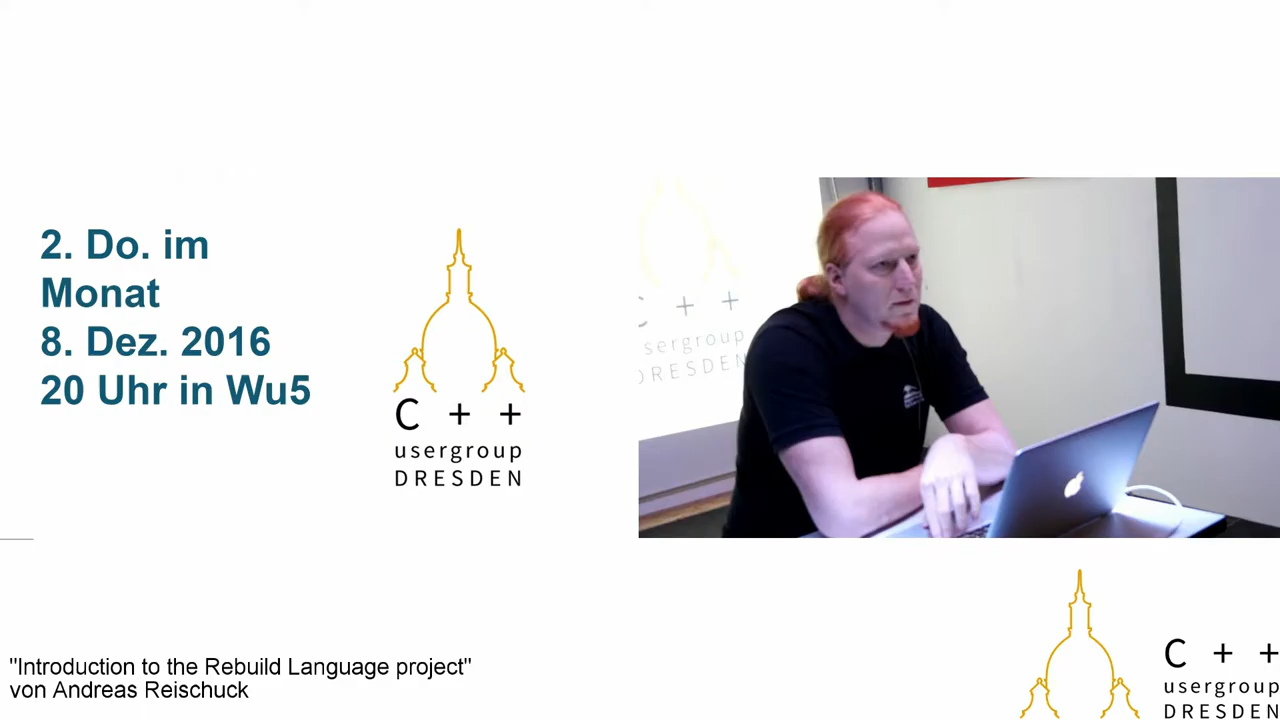 2. Do. im
Monat
8. Dez. 2016
20 Uhr in Wu5
C + +
usergroup
DRESDEN
C + +
usergroup
DRESDEN
"Introduction to the Rebuild Language project"
von Andreas Reischuck
C + +
usergroup
DRESDEN